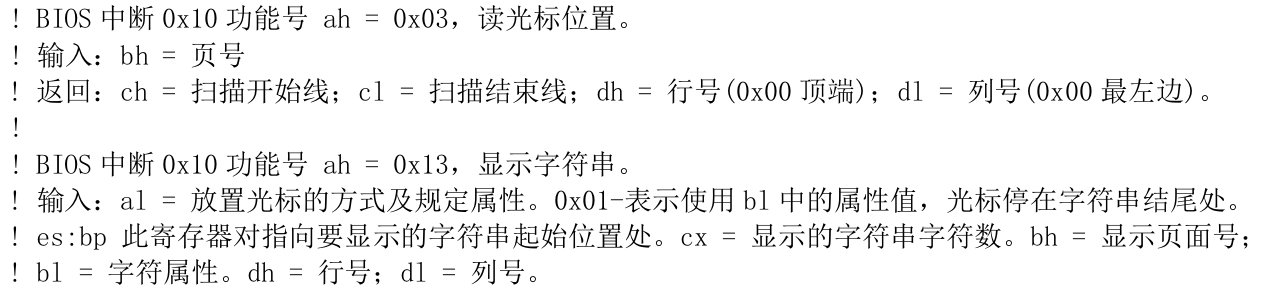 ! BIOS 中断 0x10 功能号 ah = 0x03，读光标位置。
! 输入：bh = 页号
! 返回：ch = 扫描开始线；cl = 扫描结束线；dh = 行号(0x00 顶端)；dl = 列号(0x00 最左边)。
!
! BIOS 中断 0x10 功能号 ah = 0x13，显示字符串。
! 输入：al = 放置光标的方式及规定属性。0x01-表示使用 bl 中的属性值，光标停在字符串结尾处。
! es:bp 此寄存器对指向要显示的字符串起始位置处。cx = 显示的字符串字符数。bh = 显示页面号；
! bl = 字符属性。dh = 行号；dl = 列号。